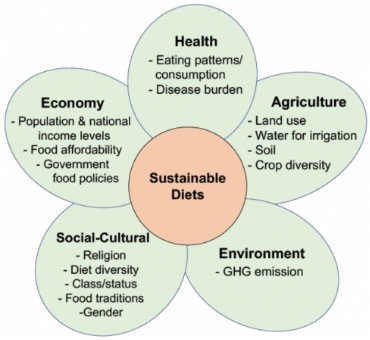 Health
- Eating patterns/
consumption
- Disease burden
Economy
- Population & national
income levels
- Food affordability
- Government
food policies
Agriculture
- Land use
- Water for irrigation
- Soil
- Crop diversity
Sustainable
Diets
Social-Cultural
- Religion
- Diet diversity
- Class/status
- Food traditions
-Gender
Environment
- GHG emission